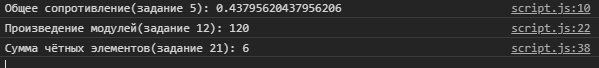 Общее сопротивление(задание 5): 0.43795620437956206 script.js:10
Произведение модулей(задание 12): 120 script.js:22
Сумма чётных элементов(задание 21): 6 script.js:38